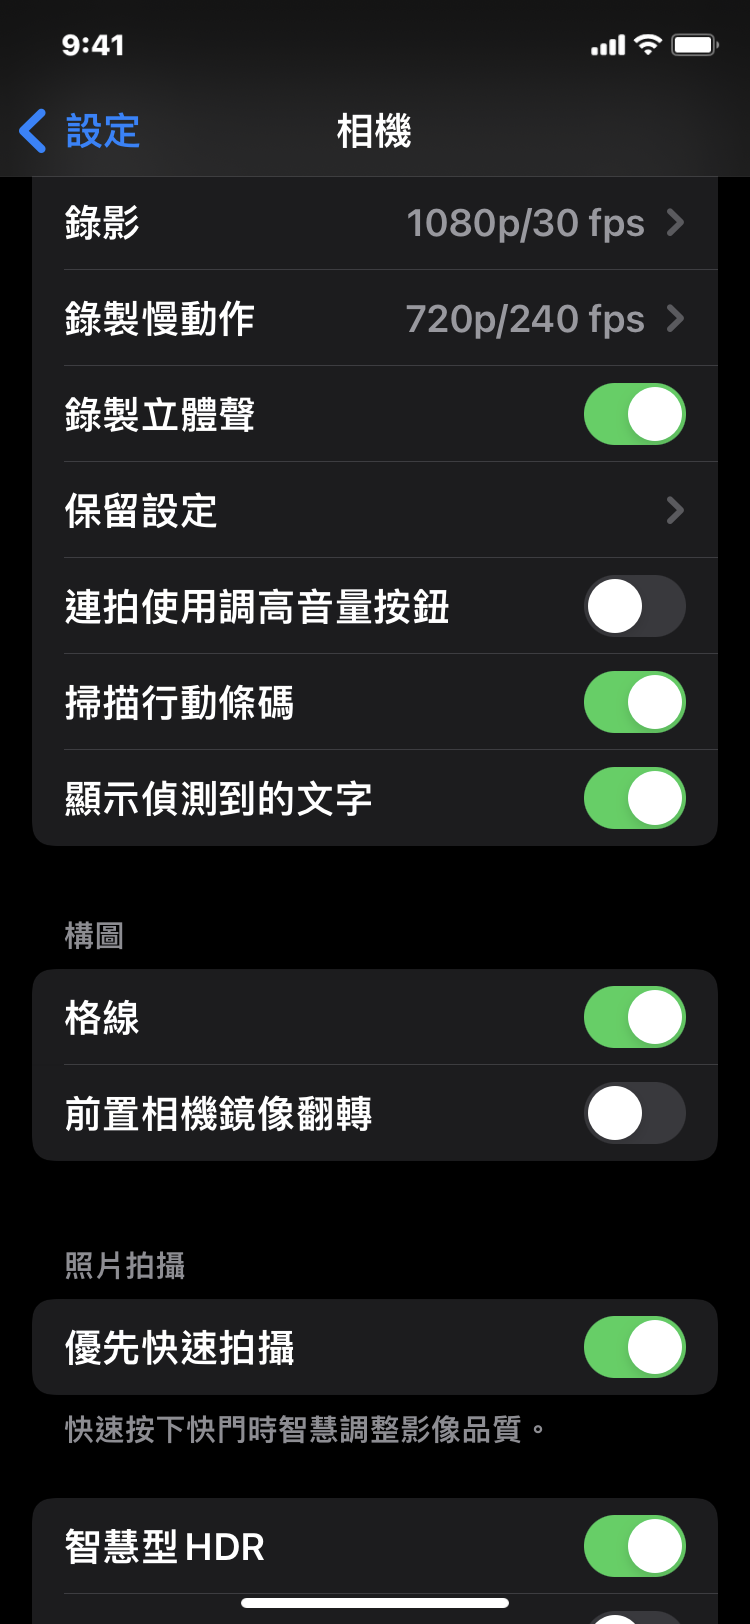 9:41
設定
相機
錄影 1080p/30 fps
錄製慢動作 720p/240 fps
錄製立體聲
保留設定
連拍使用調高音量按鈕
掃描行動條碼
顯示偵測到的文字
構圖
格線
前置相機鏡像翻轉
照片拍攝
優先快速拍攝
快速按下快門時智慧調整影像品質。
智慧型HDR